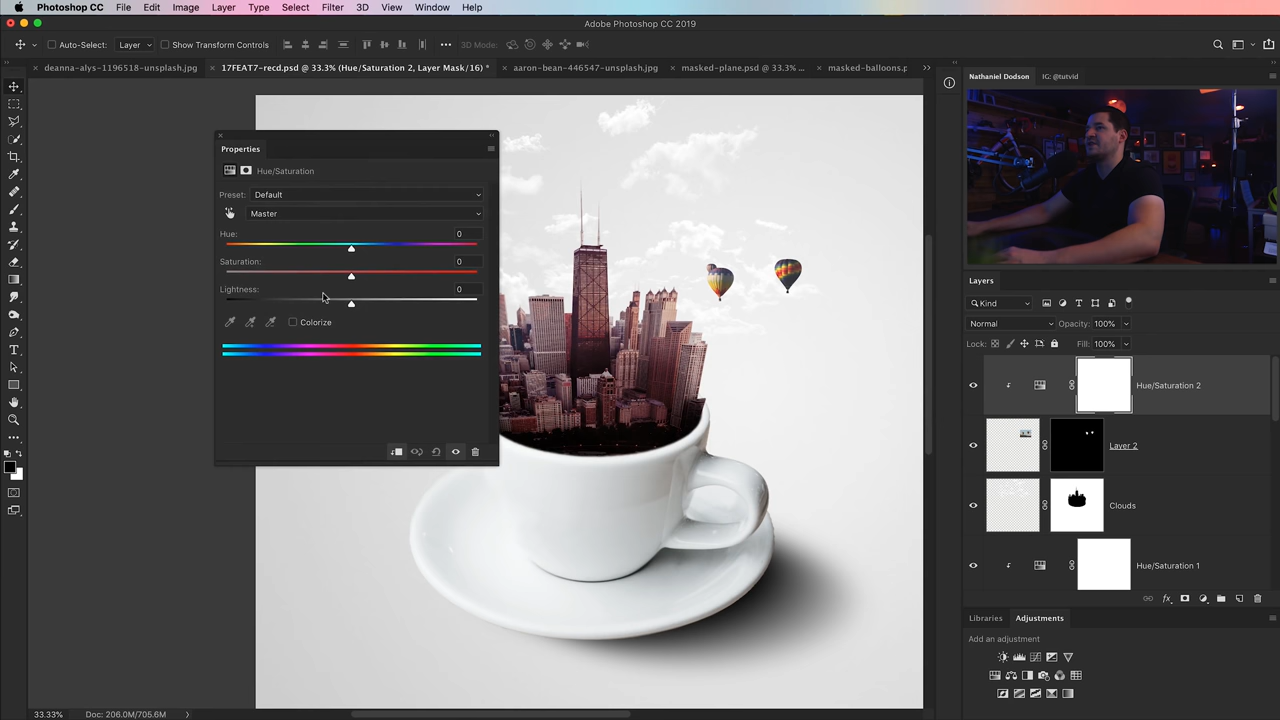 Photoshop CC File Edit Image Layer Type Select Filter 3D View Window Help
Adobe Photoshop CC 2019
Auto-Select: Layer Show Transform Controls 3D Mode:
deanna-alys-1196518-unsplash.jpg 17FEAT7-recd.psd @ 33.3% (Hue/Saturation 2, Layer Mask/16) * aaron-bean-446547-unsplash.jpg masked-plane.psd @ 33.3% ... masked-balloons.p
Nathaniel Dodson IG: @tutvid
Properties
Hue/Saturation
Preset: Default
Master
Hue: 0
Saturation: 0
Lightness: 0
Colorize
Layers
Kind
Normal Opacity: 100%
Lock: Fill: 100%
Hue/Saturation 2
Layer 2
Clouds
Hue/Saturation 1
fx
Libraries Adjustments
Add an adjustment
33.33% Doc: 206.0M/705.6M